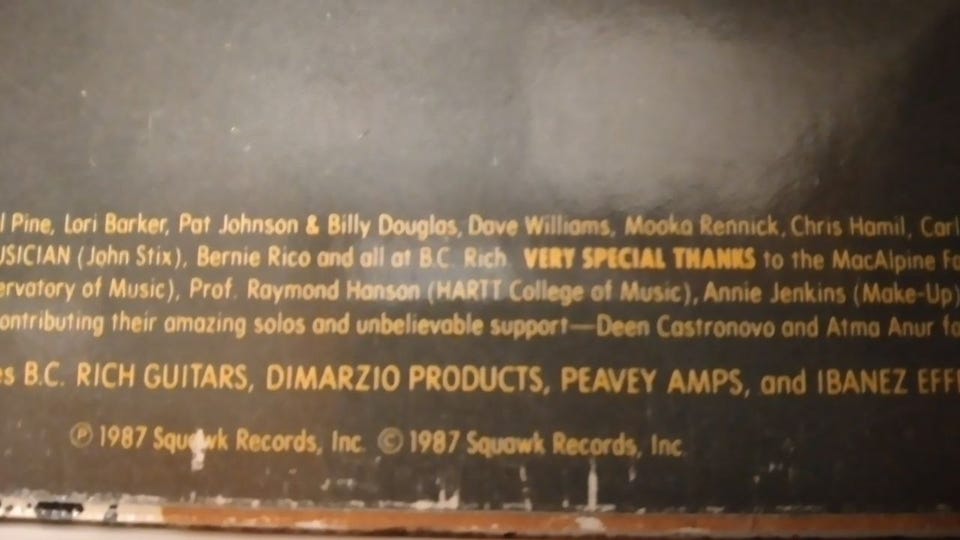 l Pine, Lori Barker, Pat Johnson & Billy Douglas, Dave Williams, Mooka Rennick, Chris Hamil, Carl
USICIAN (John Stix), Bernie Rico and all at B.C. Rich. VERY SPECIAL THANKS to the MacAlpine Fa
ervatory of Music), Prof. Raymond Hanson (HARTT College of Music), Annie Jenkins (Make-Up)
ontributing their amazing solos and unbelievable support—Deen Castronovo and Atma Anur fo
es B.C. RICH GUITARS, DIMARZIO PRODUCTS, PEAVEY AMPS, and IBANEZ EFF
℗ 1987 Squawk Records, Inc. © 1987 Squawk Records, Inc.